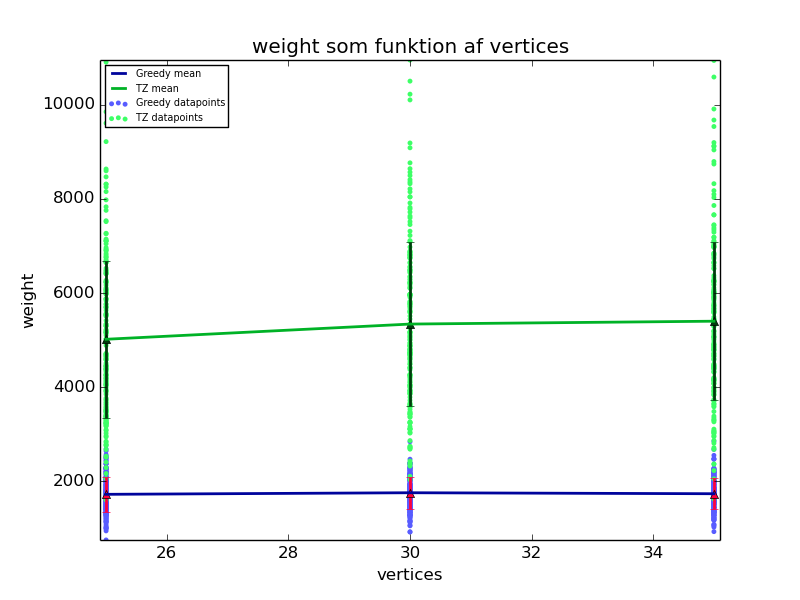 weight som funktion af vertices
Greedy mean
TZ mean
Greedy datapoints
TZ datapoints
10000
8000
6000
4000
2000
weight
26 28 30 32 34
vertices